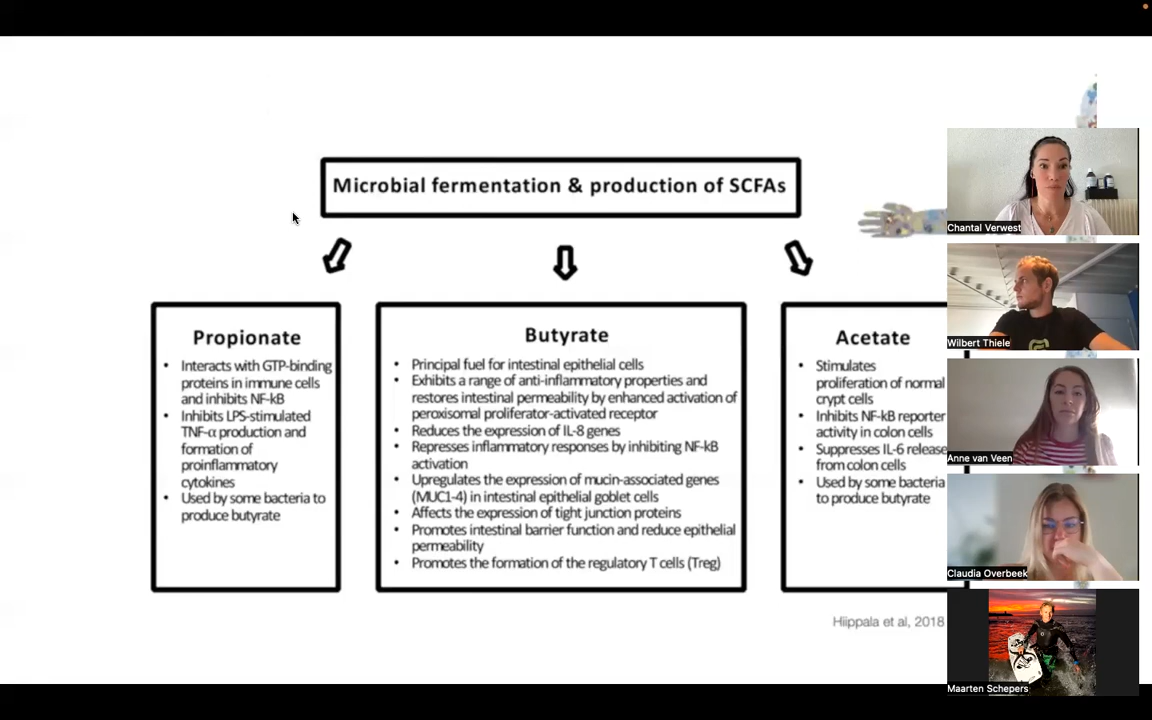 Microbial fermentation & production of SCFAs
Propionate
• Interacts with GTP-binding
proteins in immune cells
and inhibits NF-kB
• Inhibits LPS-stimulated
TNF-α production and
formation of
proinflammatory
cytokines
• Used by some bacteria to
produce butyrate
Butyrate
• Principal fuel for intestinal epithelial cells
• Exhibits a range of anti-inflammatory properties and
restores intestinal permeability by enhanced activation of
peroxisomal proliferator-activated receptor
• Reduces the expression of IL-8 genes
• Represses inflammatory responses by inhibiting NF-kB
activation
• Upregulates the expression of mucin-associated genes
(MUC1-4) in intestinal epithelial goblet cells
• Affects the expression of tight junction proteins
• Promotes intestinal barrier function and reduce epithelial
permeability
• Promotes the formation of the regulatory T cells (Treg)
Acetate
• Stimulates
proliferation of normal
crypt cells
• Inhibits NF-kB reporter
activity in colon cells
• Suppresses IL-6 release
from colon cells
• Used by some bacteria
to produce butyrate
Hiippala et al, 2018
Chantal Verwest
Wilbert Thiele
Anne van Veen
Claudia Overbeek
Maarten Schepers